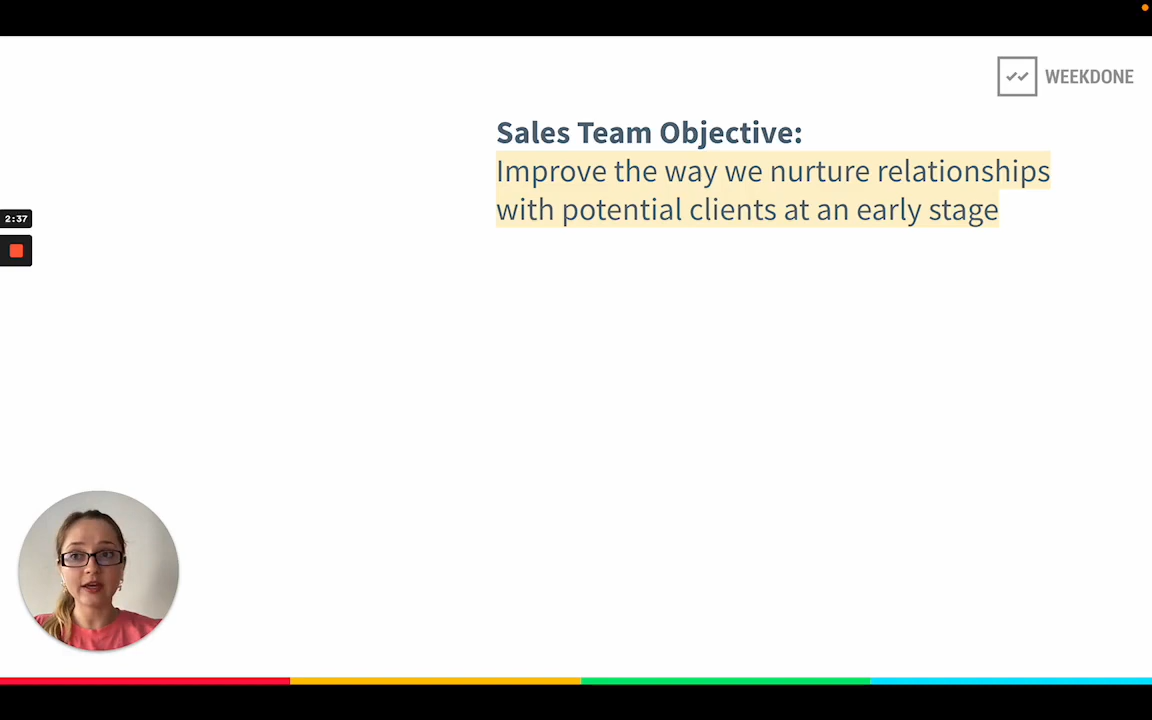 WEEKDONE
Sales Team Objective:
Improve the way we nurture relationships
with potential clients at an early stage
2:37